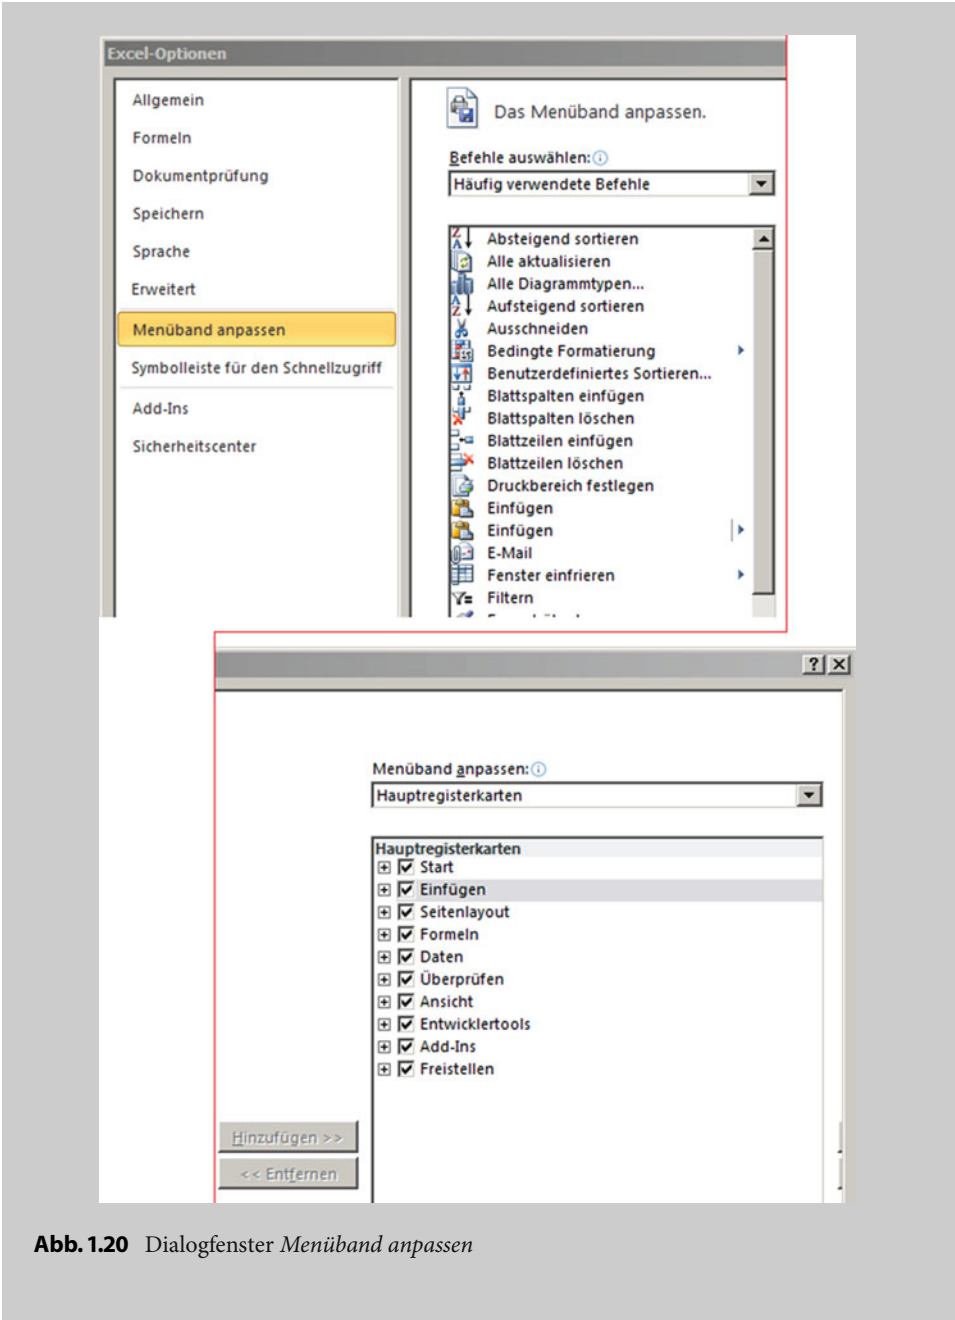 Excel-Optionen
Allgemein
Formeln
Dokumentprüfung
Speichern
Sprache
Erweitert
Menüband anpassen
Symbolleiste für den Schnellzugriff
Add-Ins
Sicherheitscenter
Das Menüband anpassen.
Befehle auswählen:
Häufig verwendete Befehle
Absteigend sortieren
Alle aktualisieren
Alle Diagrammtypen...
Aufsteigend sortieren
Ausschneiden
Bedingte Formatierung
Benutzerdefiniertes Sortieren...
Blattspalten einfügen
Blattspalten löschen
Blattzeilen einfügen
Blattzeilen löschen
Druckbereich festlegen
Einfügen
Einfügen
E-Mail
Fenster einfrieren
Filtern
Menüband anpassen:
Hauptregisterkarten
Hauptregisterkarten
Start
Einfügen
Seitenlayout
Formeln
Daten
Überprüfen
Ansicht
Entwicklertools
Add-Ins
Freistellen
Hinzufügen >>
<< Entfernen
Abb. 1.20 Dialogfenster Menüband anpassen